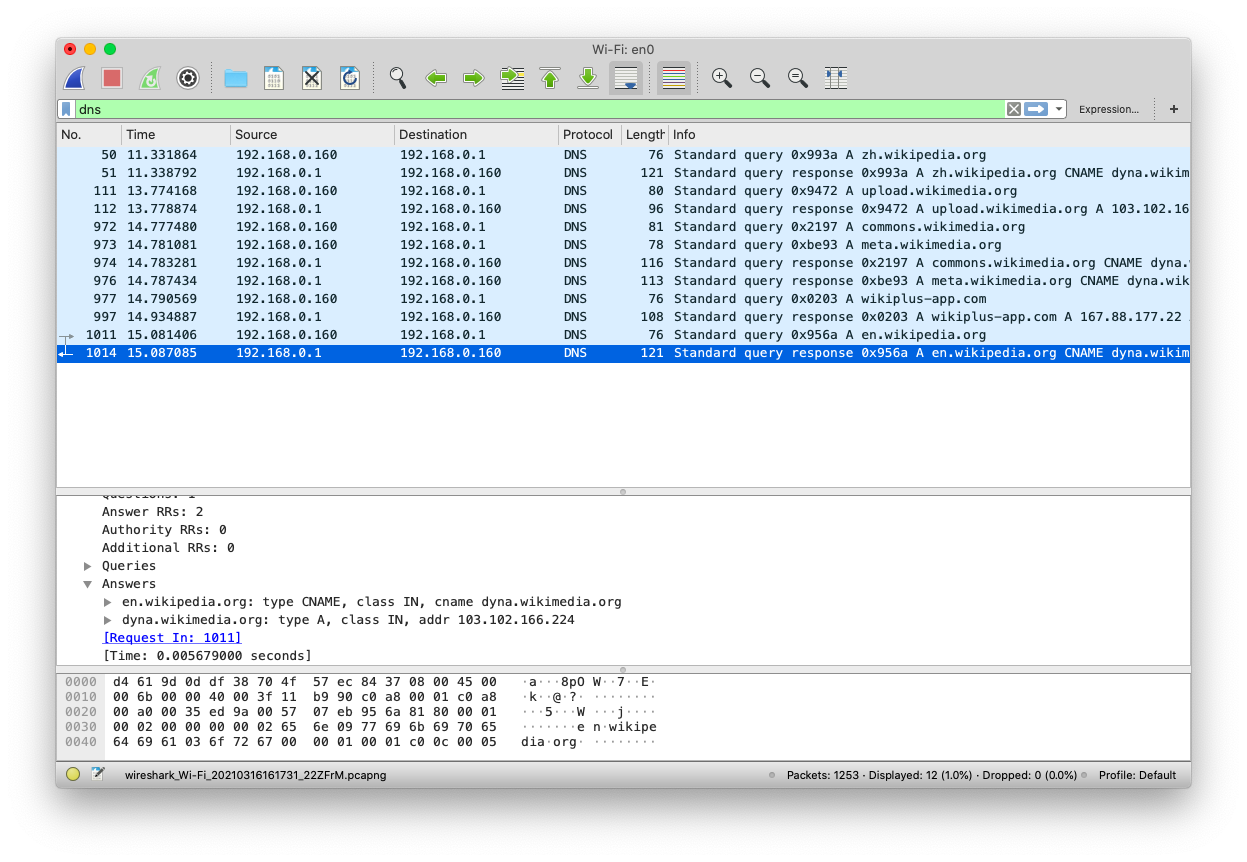 Wi-Fi: en0
dns Expression... +
No. Time Source Destination Protocol Length Info
50 11.331864 192.168.0.160 192.168.0.1 DNS 76 Standard query 0x993a A zh.wikipedia.org
51 11.338792 192.168.0.1 192.168.0.160 DNS 121 Standard query response 0x993a A zh.wikipedia.org CNAME dyna.wikim
111 13.774168 192.168.0.160 192.168.0.1 DNS 80 Standard query 0x9472 A upload.wikimedia.org
112 13.778874 192.168.0.1 192.168.0.160 DNS 96 Standard query response 0x9472 A upload.wikimedia.org A 103.102.16
972 14.777480 192.168.0.160 192.168.0.1 DNS 81 Standard query 0x2197 A commons.wikimedia.org
973 14.781081 192.168.0.160 192.168.0.1 DNS 78 Standard query 0xbe93 A meta.wikimedia.org
974 14.783281 192.168.0.1 192.168.0.160 DNS 116 Standard query response 0x2197 A commons.wikimedia.org CNAME dyna.
976 14.787434 192.168.0.1 192.168.0.160 DNS 113 Standard query response 0xbe93 A meta.wikimedia.org CNAME dyna.wik
977 14.790569 192.168.0.160 192.168.0.1 DNS 76 Standard query 0x0203 A wikiplus-app.com
997 14.934887 192.168.0.1 192.168.0.160 DNS 108 Standard query response 0x0203 A wikiplus-app.com A 167.88.177.22
1011 15.081406 192.168.0.160 192.168.0.1 DNS 76 Standard query 0x956a A en.wikipedia.org
1014 15.087085 192.168.0.1 192.168.0.160 DNS 121 Standard query response 0x956a A en.wikipedia.org CNAME dyna.wikim
Questions: 1
Answer RRs: 2
Authority RRs: 0
Additional RRs: 0
Queries
Answers
en.wikipedia.org: type CNAME, class IN, cname dyna.wikimedia.org
dyna.wikimedia.org: type A, class IN, addr 103.102.166.224
[Request In: 1011]
[Time: 0.005679000 seconds]
0000 d4 61 9d 0d df 38 70 4f 57 ec 84 37 08 00 45 00 ·a···8pO W··7··E·
0010 00 6b 00 00 40 00 3f 11 b9 90 c0 a8 00 01 c0 a8 ·k··@·?· ········
0020 00 a0 00 35 ed 9a 00 57 07 eb 95 6a 81 80 00 01 ···5···W ···j····
0030 00 02 00 00 00 00 02 65 6e 09 77 69 6b 69 70 65 ·······e n·wikipe
0040 64 69 61 03 6f 72 67 00 00 01 00 01 c0 0c 00 05 dia·org· ········
wireshark_Wi-Fi_20210316161731_22ZFrM.pcapng Packets: 1253 · Displayed: 12 (1.0%) · Dropped: 0 (0.0%) Profile: Default